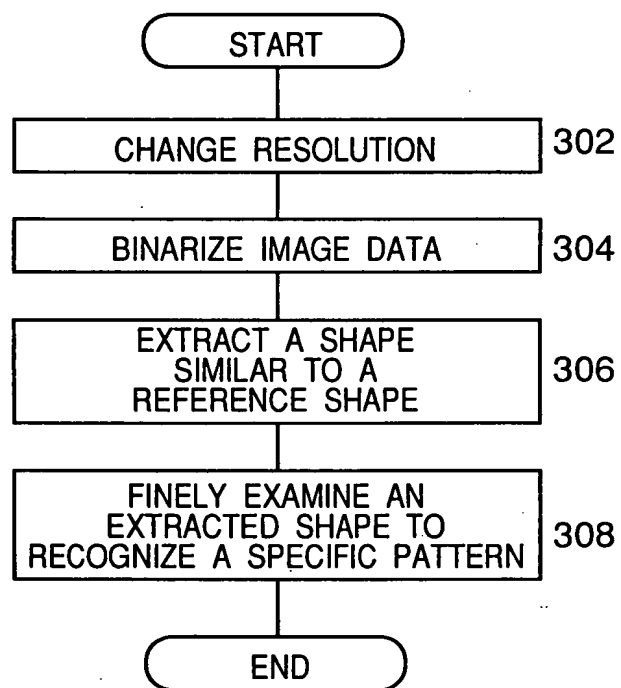 START
CHANGE RESOLUTION
302
BINARIZE IMAGE DATA
304
EXTRACT A SHAPE
SIMILAR TO A
REFERENCE SHAPE
306
FINELY EXAMINE AN
EXTRACTED SHAPE TO
RECOGNIZE A SPECIFIC PATTERN
308
END